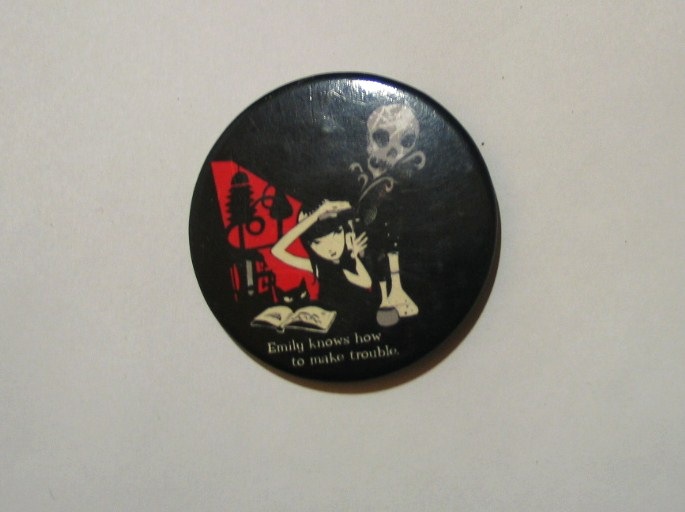 Emily knows how
to make trouble.